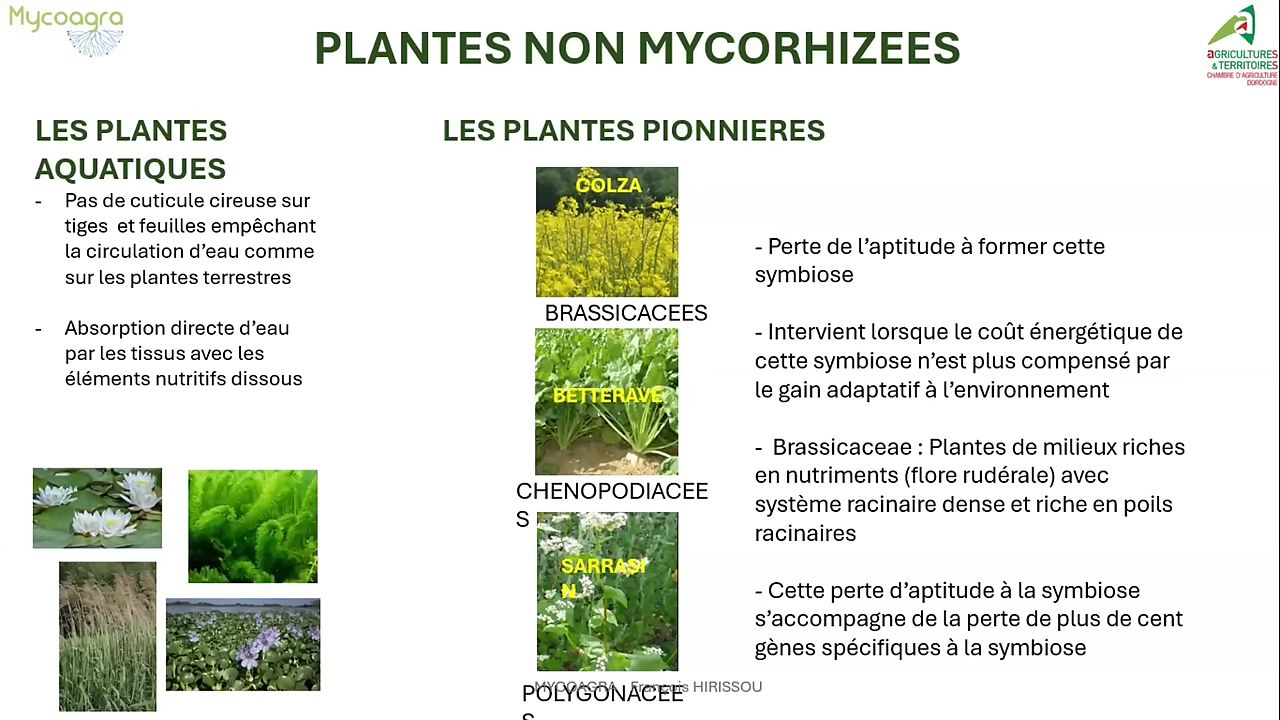 Mycoagra
PLANTES NON MYCORHIZEES
aGRICULTURES
& TERRITOIRES
CHAMBRE D'AGRICULTURE
DORDOGNE
LES PLANTES
AQUATIQUES
- Pas de cuticule cireuse sur
tiges et feuilles empêchant
la circulation d’eau comme
sur les plantes terrestres
- Absorption directe d’eau
par les tissus avec les
éléments nutritifs dissous
LES PLANTES PIONNIERES
COLZA
BRASSICACEES
BETTERAVE
CHENOPODIACEE
S
SARRASI
N
POLYGONACEE
S
- Perte de l’aptitude à former cette
symbiose
- Intervient lorsque le coût énergétique de
cette symbiose n’est plus compensé par
le gain adaptatif à l’environnement
- Brassicaceae : Plantes de milieux riches
en nutriments (flore rudérale) avec
système racinaire dense et riche en poils
racinaires
- Cette perte d’aptitude à la symbiose
s’accompagne de la perte de plus de cent
gènes spécifiques à la symbiose
MYCOAGRA - François HIRISSOU